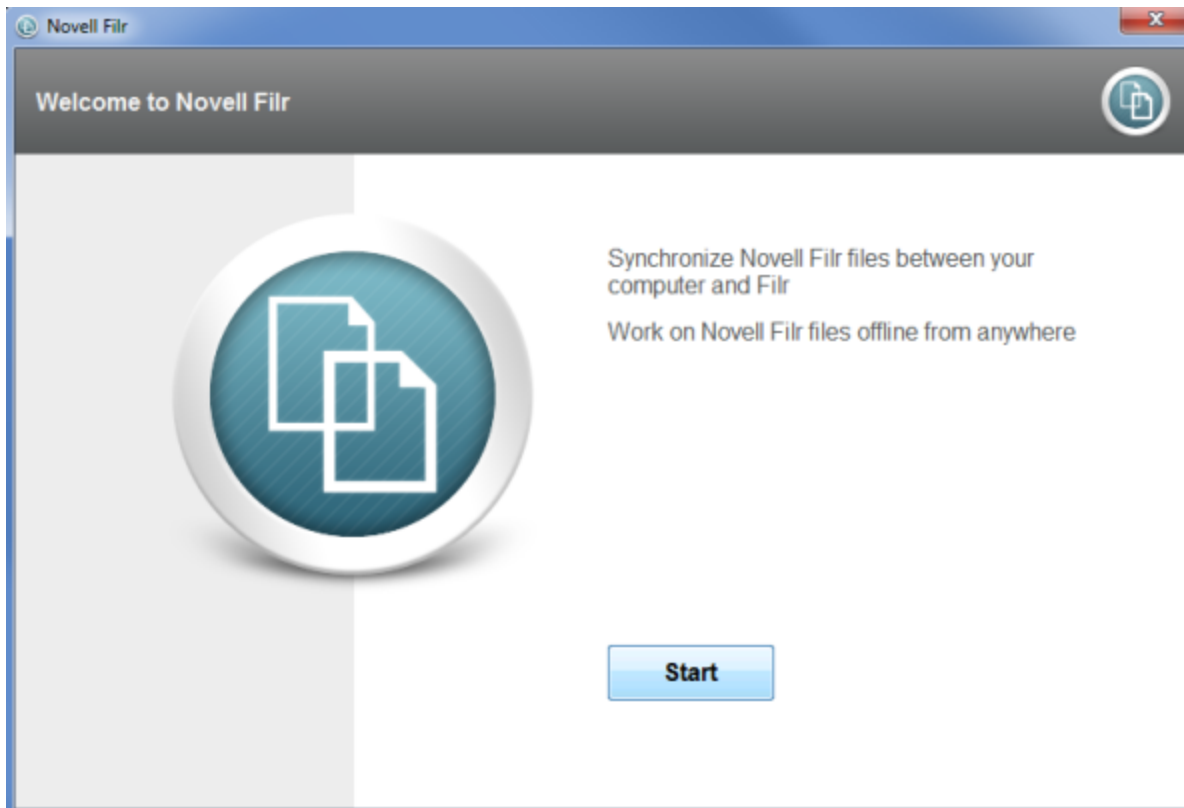 Novell Filr
Welcome to Novell Filr
Synchronize Novell Filr files between your
computer and Filr
Work on Novell Filr files offline from anywhere
Start